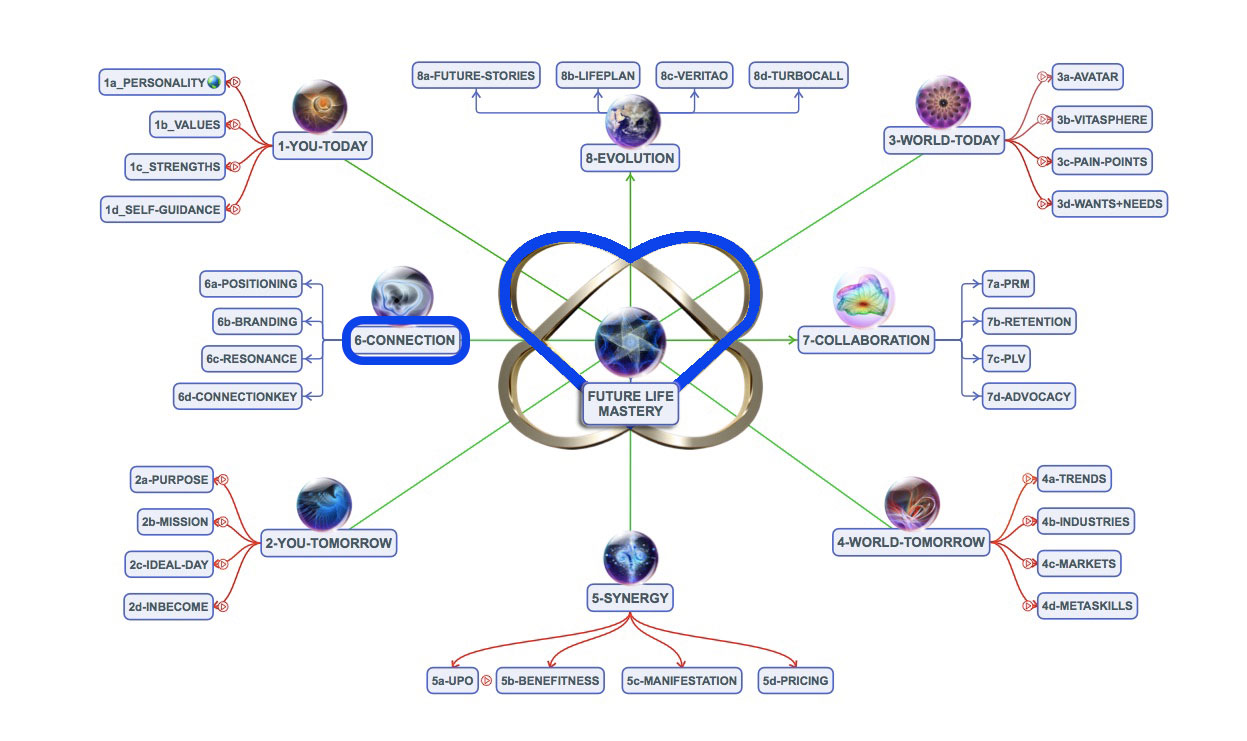 1a_PERSONALITY
1b_VALUES
1c_STRENGTHS
1d_SELF-GUIDANCE
1-YOU-TODAY
8a-FUTURE-STORIES
8b-LIFEPLAN
8c-VERITAO
8d-TURBOCALL
8-EVOLUTION
3-WORLD-TODAY
3a-AVATAR
3b-VITASPHERE
3c-PAIN-POINTS
3d-WANTS+NEEDS
6a-POSITIONING
6b-BRANDING
6c-RESONANCE
6d-CONNECTIONKEY
6-CONNECTION
FUTURE LIFE
MASTERY
7-COLLABORATION
7a-PRM
7b-RETENTION
7c-PLV
7d-ADVOCACY
2a-PURPOSE
2b-MISSION
2c-IDEAL-DAY
2d-INBECOME
2-YOU-TOMORROW
4-WORLD-TOMORROW
4a-TRENDS
4b-INDUSTRIES
4c-MARKETS
4d-METASKILLS
5-SYNERGY
5a-UPO
5b-BENEFITNESS
5c-MANIFESTATION
5d-PRICING